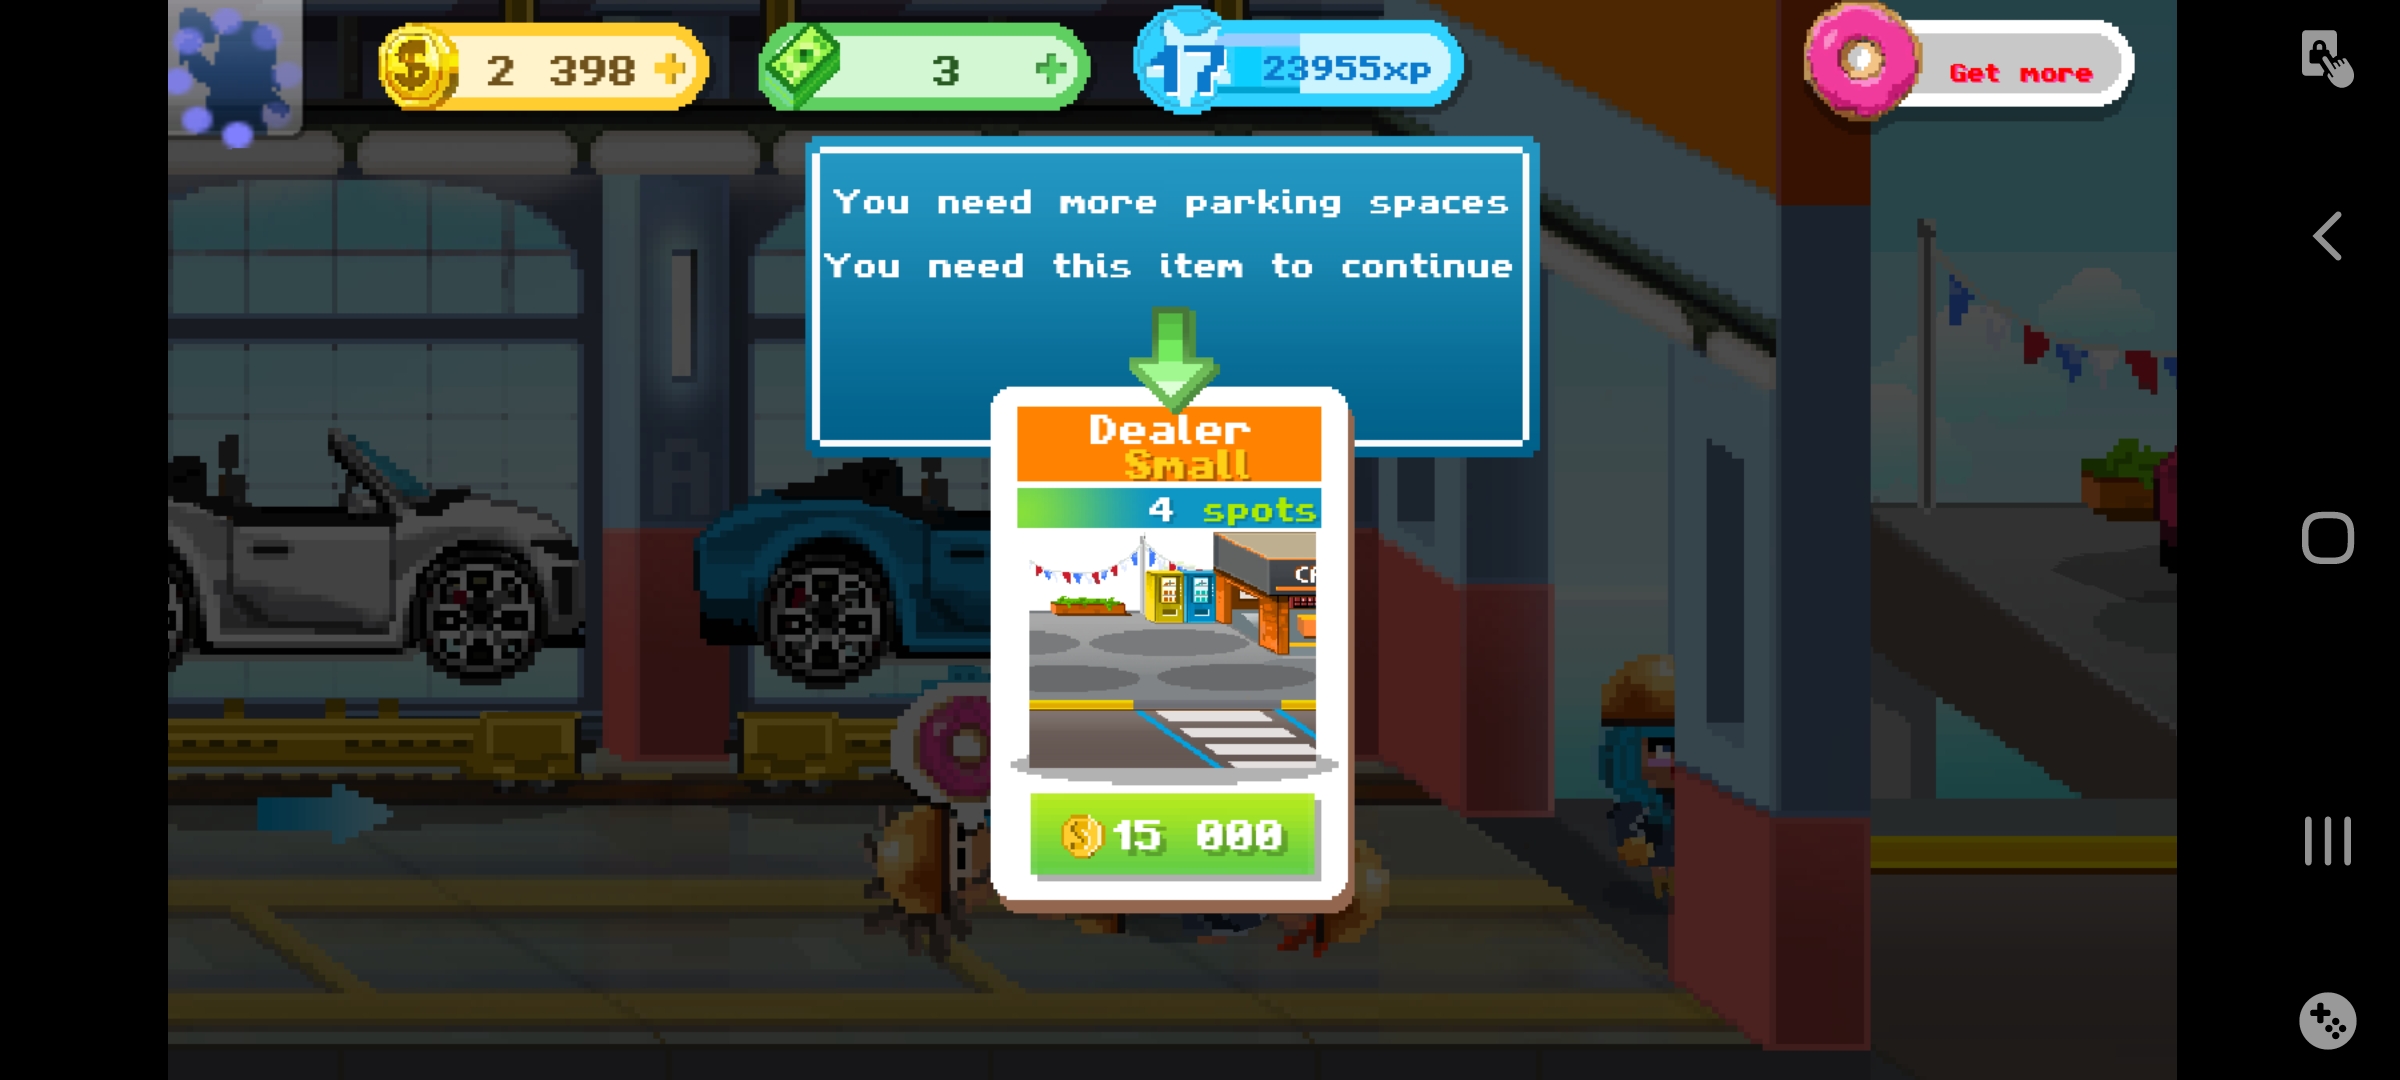 2 398
3
17
23955xp
Get more
You need more parking spaces
You need this item to continue
Dealer
Small
4 spots
15 000